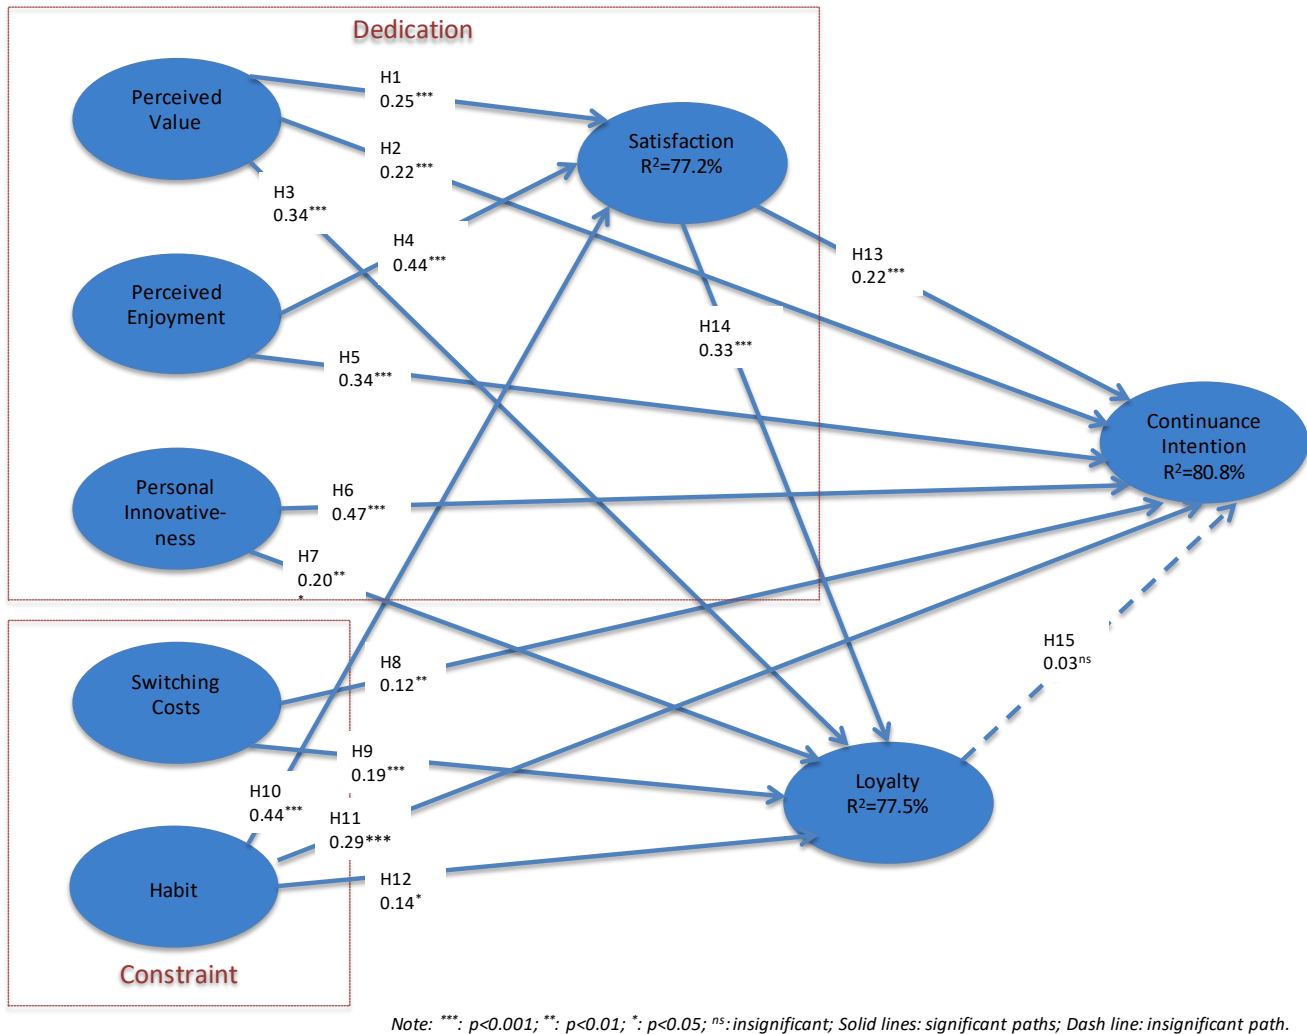 Dedication
Perceived
Value
H1
0.25***
H2
0.22***
H3
0.34***
Satisfaction
R²=77.2%
H4
0.44***
Perceived
Enjoyment
H5
0.34***
H13
0.22***
H14
0.33***
Continuance
Intention
R²=80.8%
Personal
Innovative-
ness
H6
0.47***
H7
0.20**
*
Switching
Costs
H8
0.12**
H15
0.03ns
H9
0.19***
H10
0.44***
H11
0.29***
Loyalty
R²=77.5%
Habit
H12
0.14*
Constraint
Note: ***: p<0.001; **: p<0.01; *: p<0.05; ns: insignificant; Solid lines: significant paths; Dash line: insignificant path.